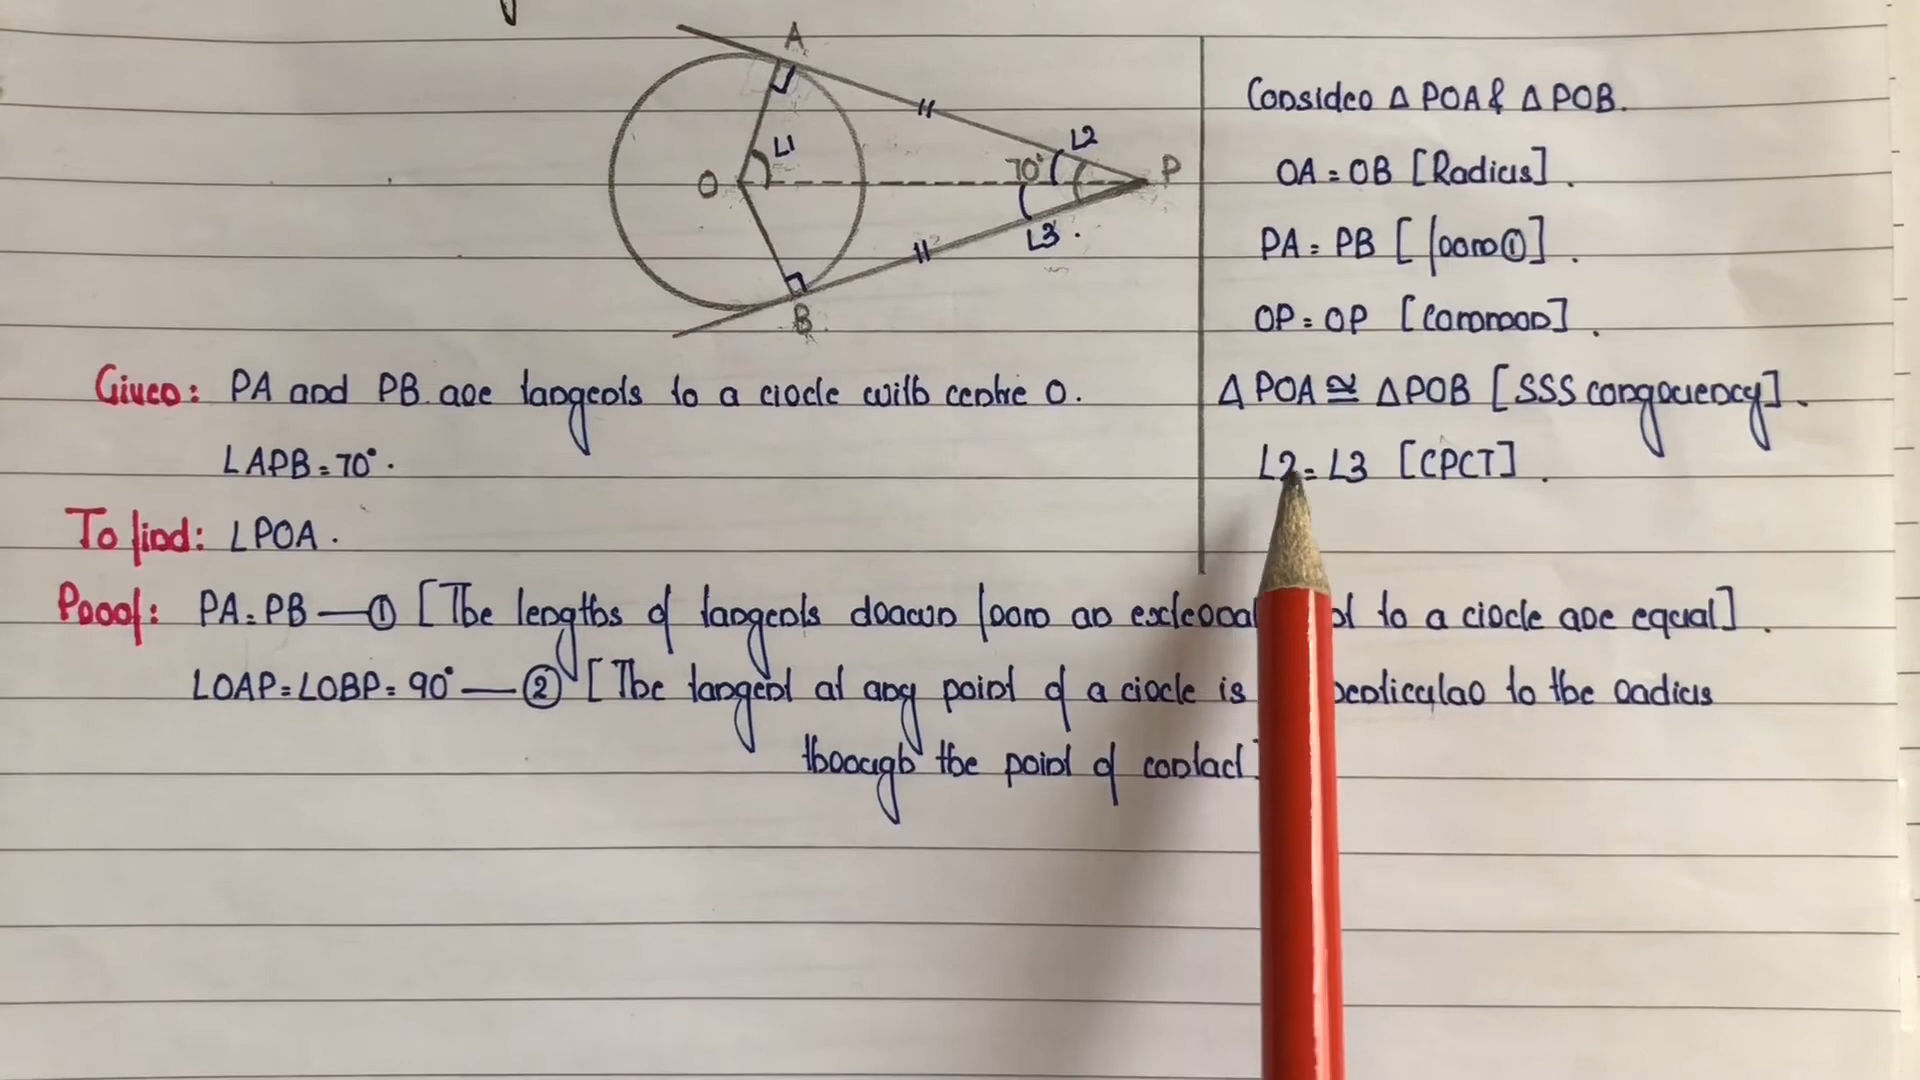 A
∠1
O
70°
∠2
P
∠3 .
B
Given: PA and PB are tangents to a circle with centre O.
∠APB = 70°.
To find: ∠POA.
Proof: PA = PB — ① [The lengths of tangents drawn from an external to a circle are equal].
∠OAP = ∠OBP = 90° — ② [The tangent at any point of a circle is to the radius
through the point of contact]
Consider △ POA & △ POB.
OA = OB [Radius].
PA = PB [from ①].
OP = OP [common].
△ POA ≅ △ POB [SSS congruency].
∠2 = ∠3 [CPCT].